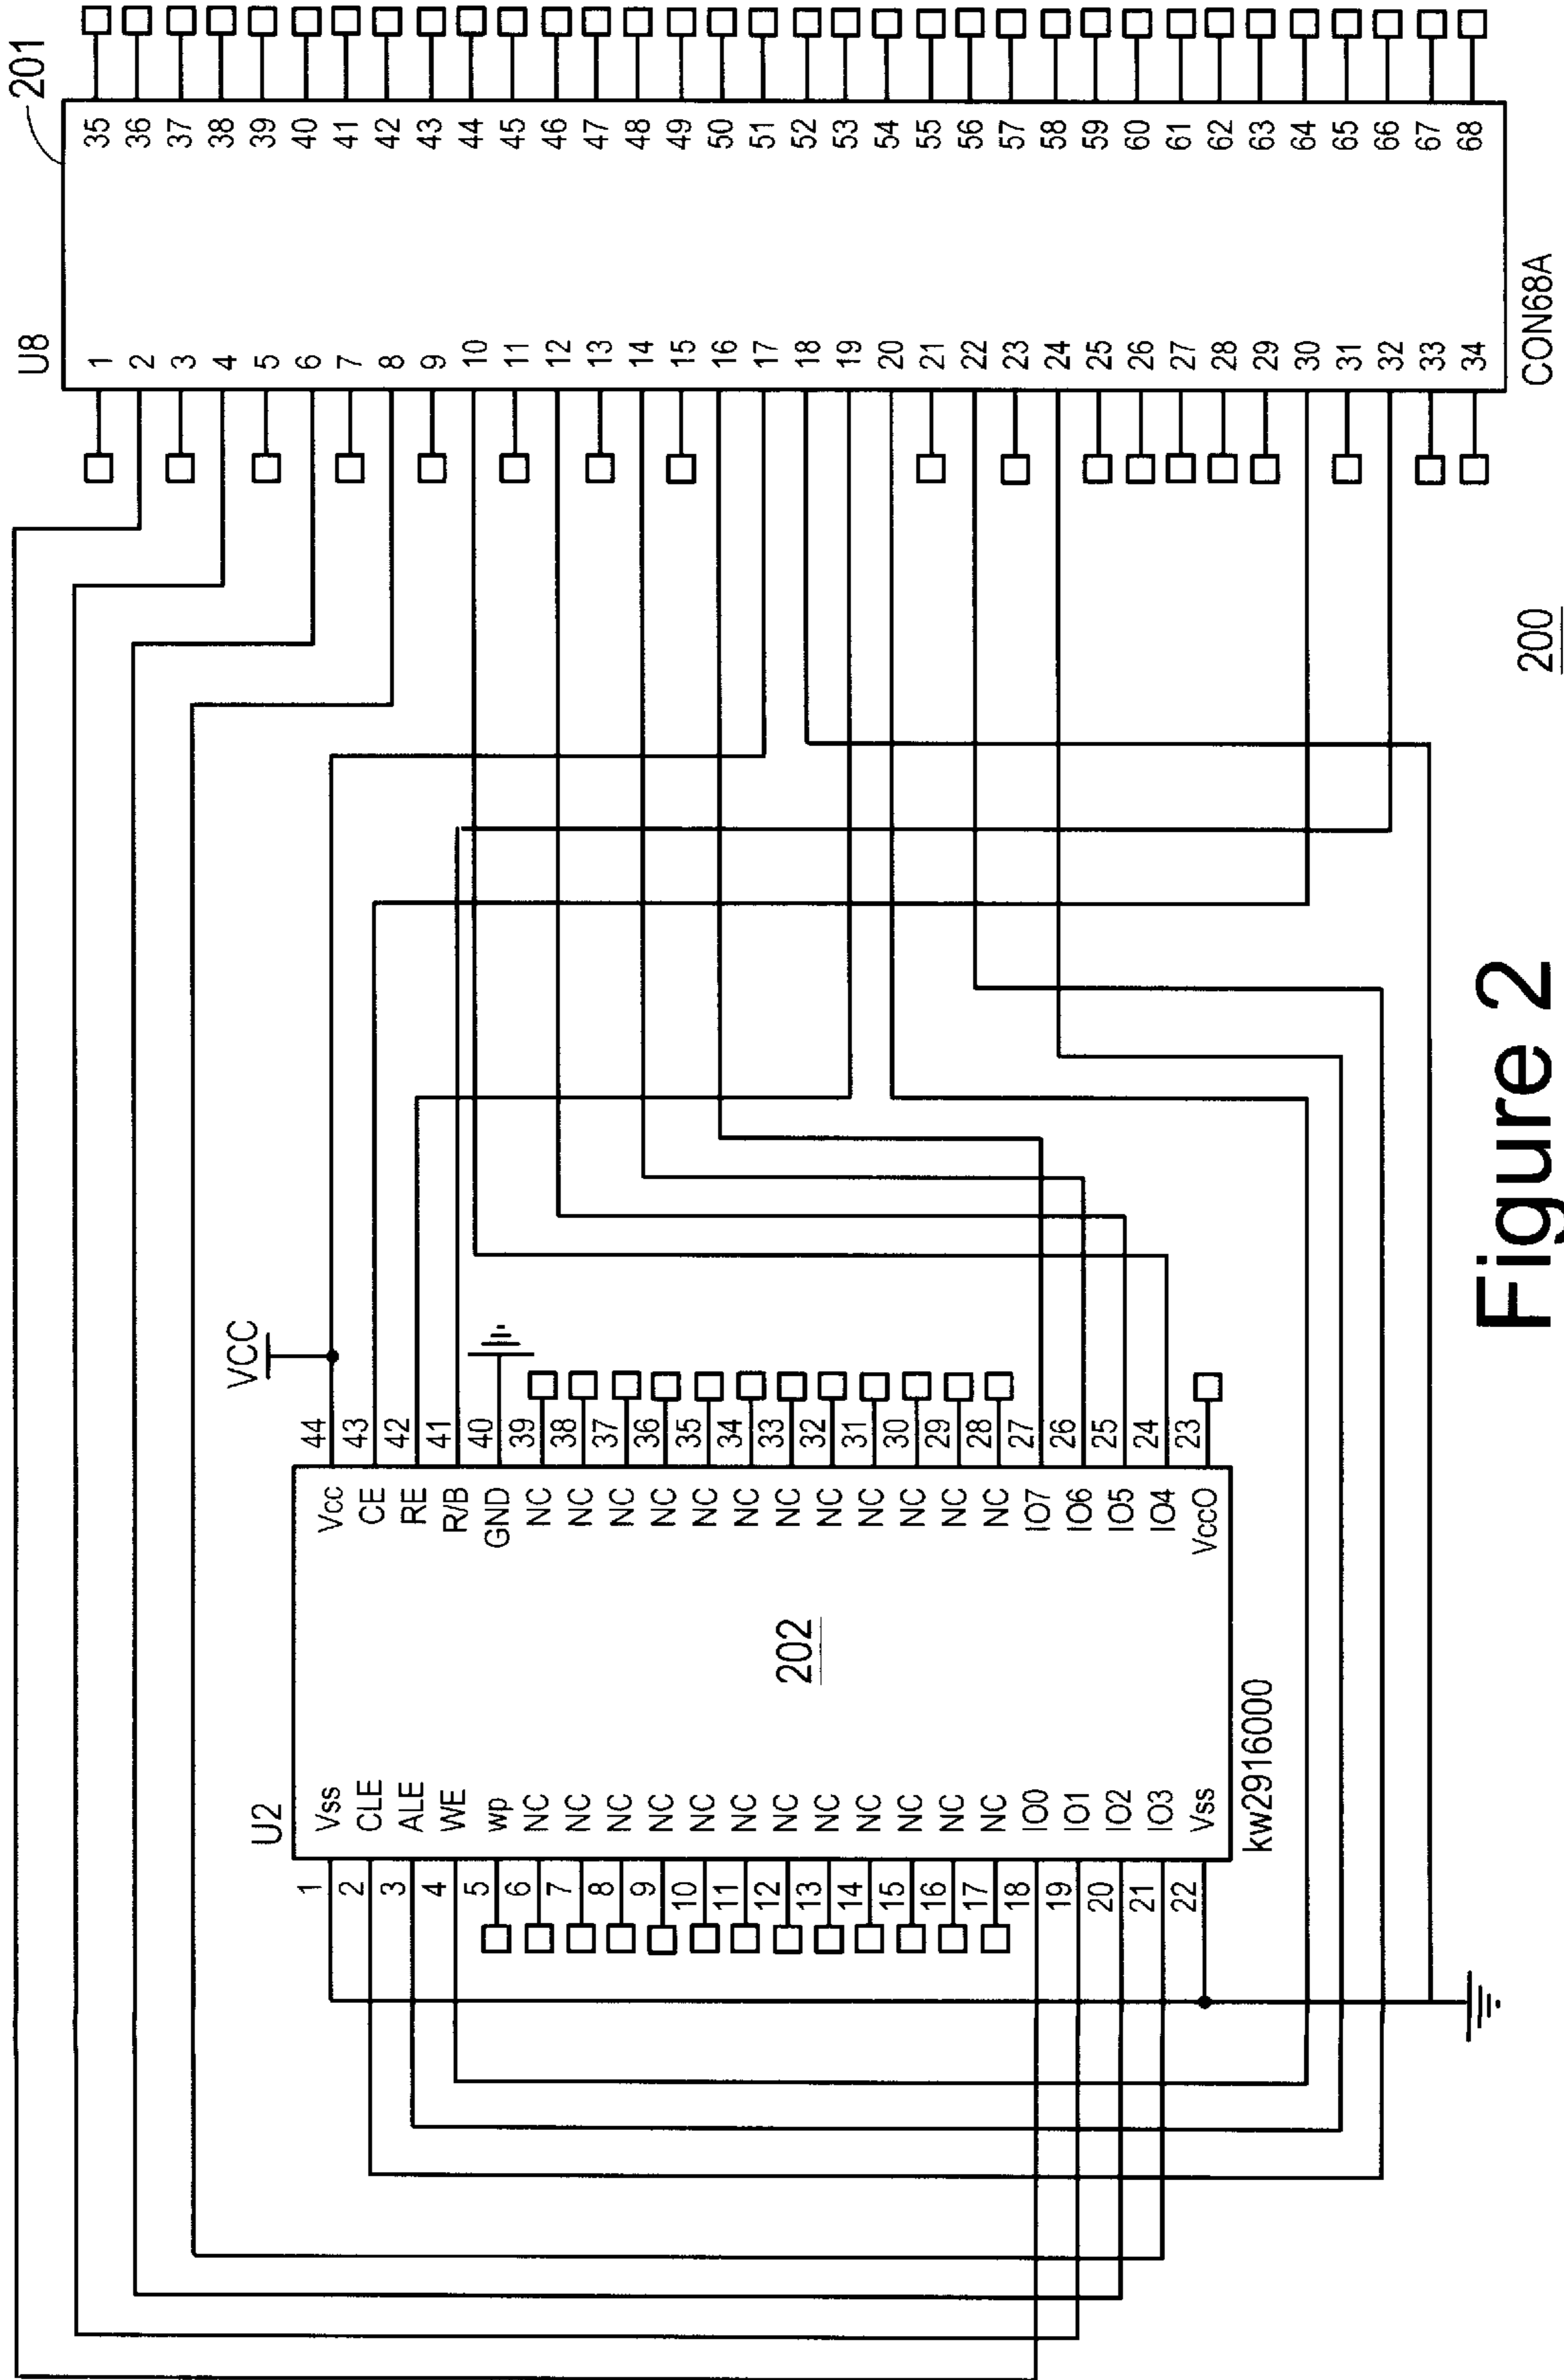 201
U8
1 35
2 36
3 37
4 38
5 39
6 40
7 41
8 42
9 43
10 44
11 45
12 46
13 47
14 48
15 49
16 50
17 51
18 52
19 53
20 54
21 55
22 56
23 57
24 58
25 59
26 60
27 61
28 62
29 63
30 64
31 65
32 66
33 67
34 68
CON68A
VCC
U2
1 Vss Vcc 44
2 CLE CE 43
3 ALE RE 42
4 WE R/B 41
5 wp GND 40
6 NC NC 39
7 NC NC 38
8 NC NC 37
9 NC NC 36
10 NC NC 35
11 NC NC 34
12 NC NC 33
13 NC NC 32
14 NC NC 31
15 NC NC 30
16 NC NC 29
17 NC NC 28
18 IO0 IO7 27
19 IO1 IO6 26
20 IO2 IO5 25
21 IO3 IO4 24
22 Vss VccO 23
202
kw2916000
200
Figure 2